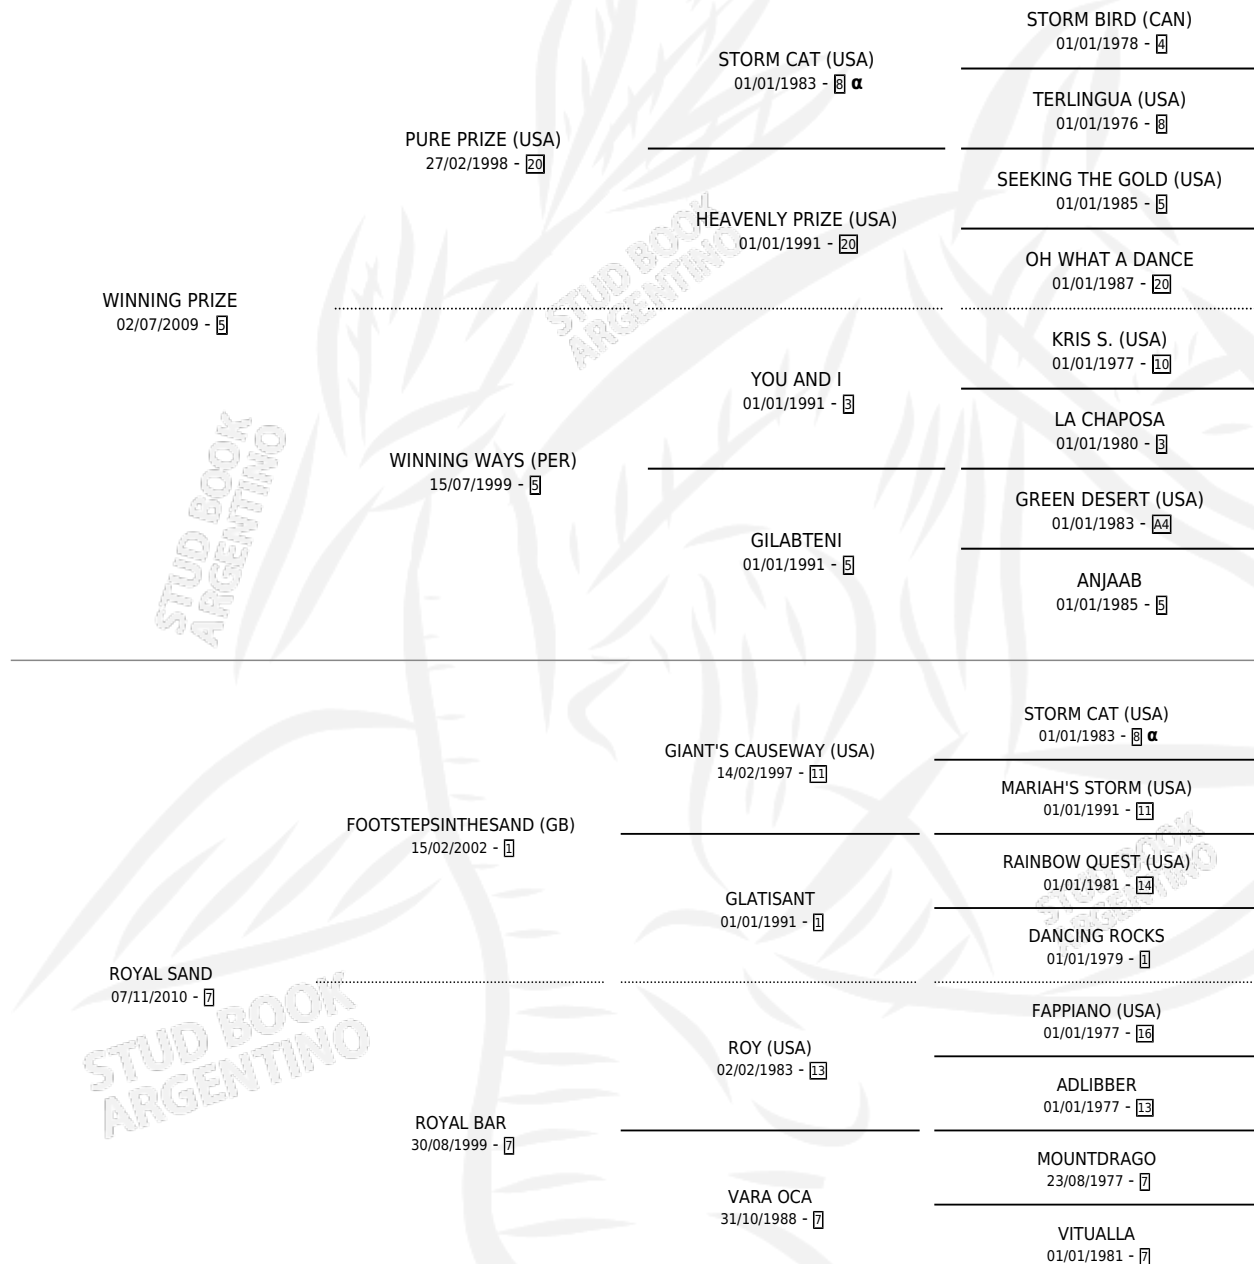 STORM BIRD (CAN)
01/01/1978 - 4
STORM CAT (USA)
01/01/1983 - 8 α
TERLINGUA (USA)
01/01/1976 - 8
PURE PRIZE (USA)
27/02/1998 - 20
SEEKING THE GOLD (USA)
01/01/1985 - 5
HEAVENLY PRIZE (USA)
01/01/1991 - 20
OH WHAT A DANCE
01/01/1987 - 20
WINNING PRIZE
02/07/2009 - 5
KRIS S. (USA)
01/01/1977 - 10
YOU AND I
01/01/1991 - 3
LA CHAPOSA
01/01/1980 - 3
WINNING WAYS (PER)
15/07/1999 - 5
GREEN DESERT (USA)
01/01/1983 - A4
GILABTENI
01/01/1991 - 5
ANJAAB
01/01/1985 - 5
STORM CAT (USA)
01/01/1983 - 8 α
GIANT'S CAUSEWAY (USA)
14/02/1997 - 11
MARIAH'S STORM (USA)
01/01/1991 - 11
FOOTSTEPSINTHESAND (GB)
15/02/2002 - 1
RAINBOW QUEST (USA)
01/01/1981 - 14
GLATISANT
01/01/1991 - 1
DANCING ROCKS
01/01/1979 - 1
ROYAL SAND
07/11/2010 - 7
FAPPIANO (USA)
01/01/1977 - 16
ROY (USA)
02/02/1983 - 13
ADLIBBER
01/01/1977 - 13
ROYAL BAR
30/08/1999 - 7
MOUNTDRAGO
23/08/1977 - 7
VARA OCA
31/10/1988 - 7
VITUALLA
01/01/1981 - 7
STUD BOOK
ARGENTINO
STUD BOOK
ARGENTINO
STUD BOOK
ARGENTINO
STUD BOOK
ARGENTINO